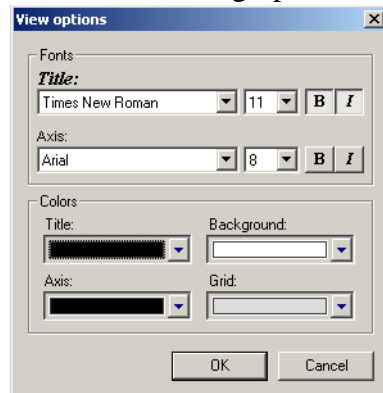 View options
Fonts
Title:
Times New Roman 11 B I
Axis:
Arial 8 B I
Colors
Title: Background:
Axis: Grid:
OK Cancel